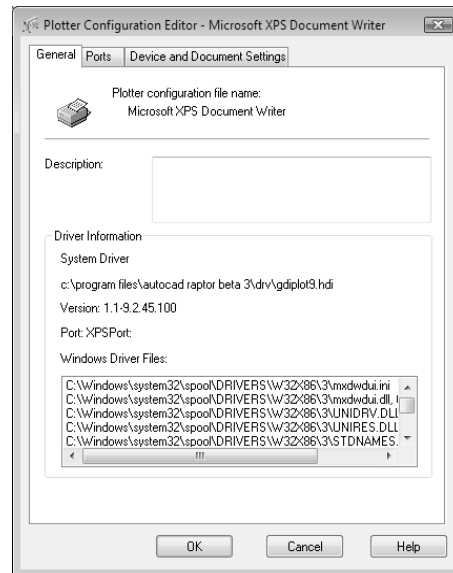 Plotter Configuration Editor - Microsoft XPS Document Writer
General Ports Device and Document Settings
Plotter configuration file name:
Microsoft XPS Document Writer
Description:
Driver Information
System Driver
c:\program files\autocad raptor beta 3\drv\gdiplot9.hdi
Version: 1.1-9.2.45.100
Port: XPSPort:
Windows Driver Files:
C:\Windows\system32\spool\DRIVERS\W32X86\3\mxdwdui.ini
C:\Windows\system32\spool\DRIVERS\W32X86\3\mxdwdui.dll,
C:\Windows\system32\spool\DRIVERS\W32X86\3\UNIDRV.DLL
C:\Windows\system32\spool\DRIVERS\W32X86\3\UNIRES.DLL
C:\Windows\system32\spool\DRIVERS\W32X86\3\STDNAMES.
OK Cancel Help